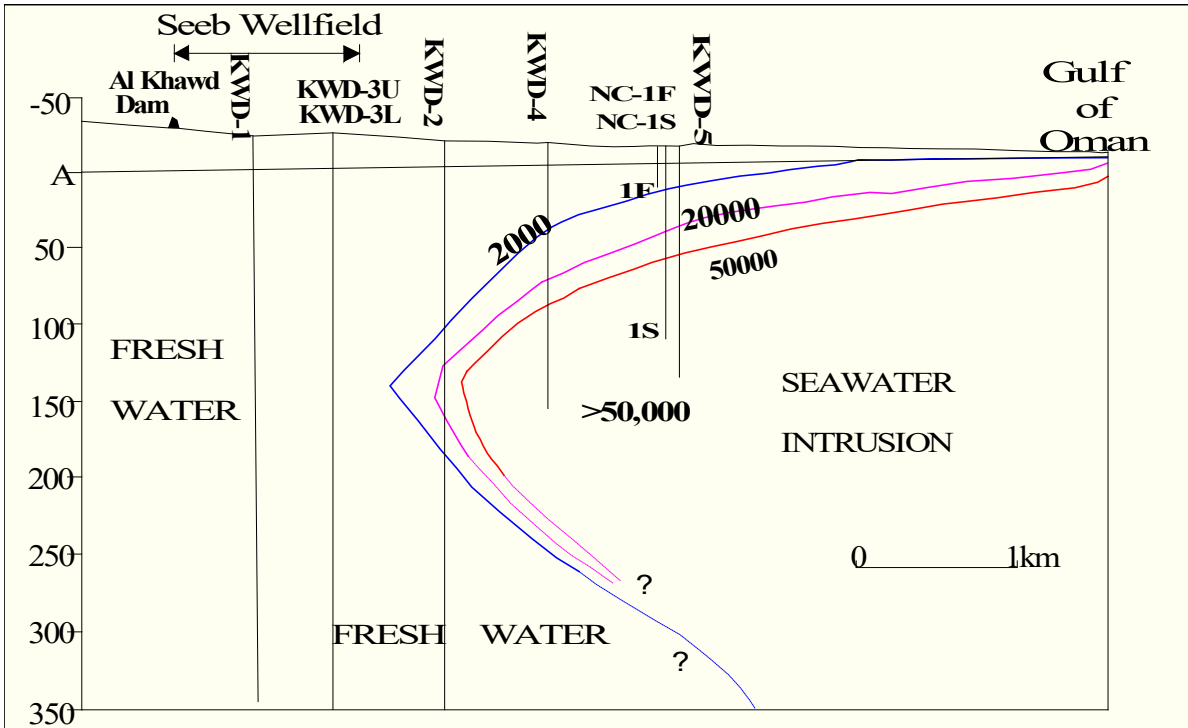 Seeb Wellfield
Al Khawd
Dam
KWD-1
KWD-3U
KWD-3L
KWD-2
KWD-4
NC-1F
NC-1S
KWD-5
Gulf
of
Oman
-50
A
50
100
150
200
250
300
350
1F
1S
2000
20000
50000
>50,000
FRESH
WATER
SEAWATER
INTRUSION
0 1km
?
FRESH WATER
?